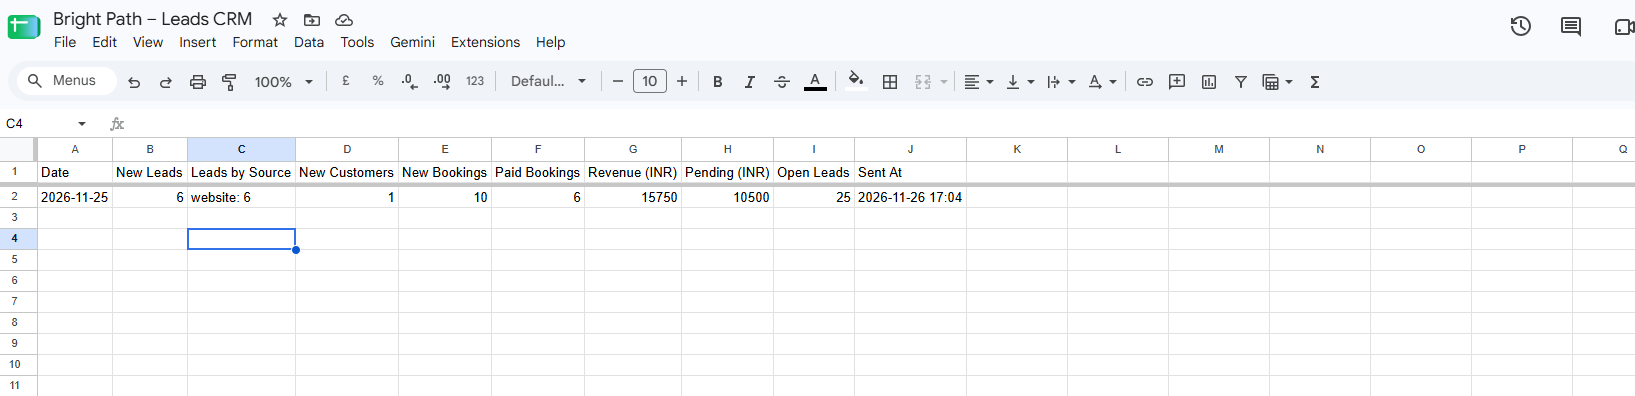 Bright Path – Leads CRM
File Edit View Insert Format Data Tools Gemini Extensions Help
Menus 100% £ % .0 .00 123 Defaul... 10 B I S A Σ
C4 fx
A B C D E F G H I J K L M N O P Q
1 Date New Leads Leads by Source New Customers New Bookings Paid Bookings Revenue (INR) Pending (INR) Open Leads Sent At
2 2026-11-25 6 website: 6 1 10 6 15750 10500 25 2026-11-26 17:04
3
4
5
6
7
8
9
10
11